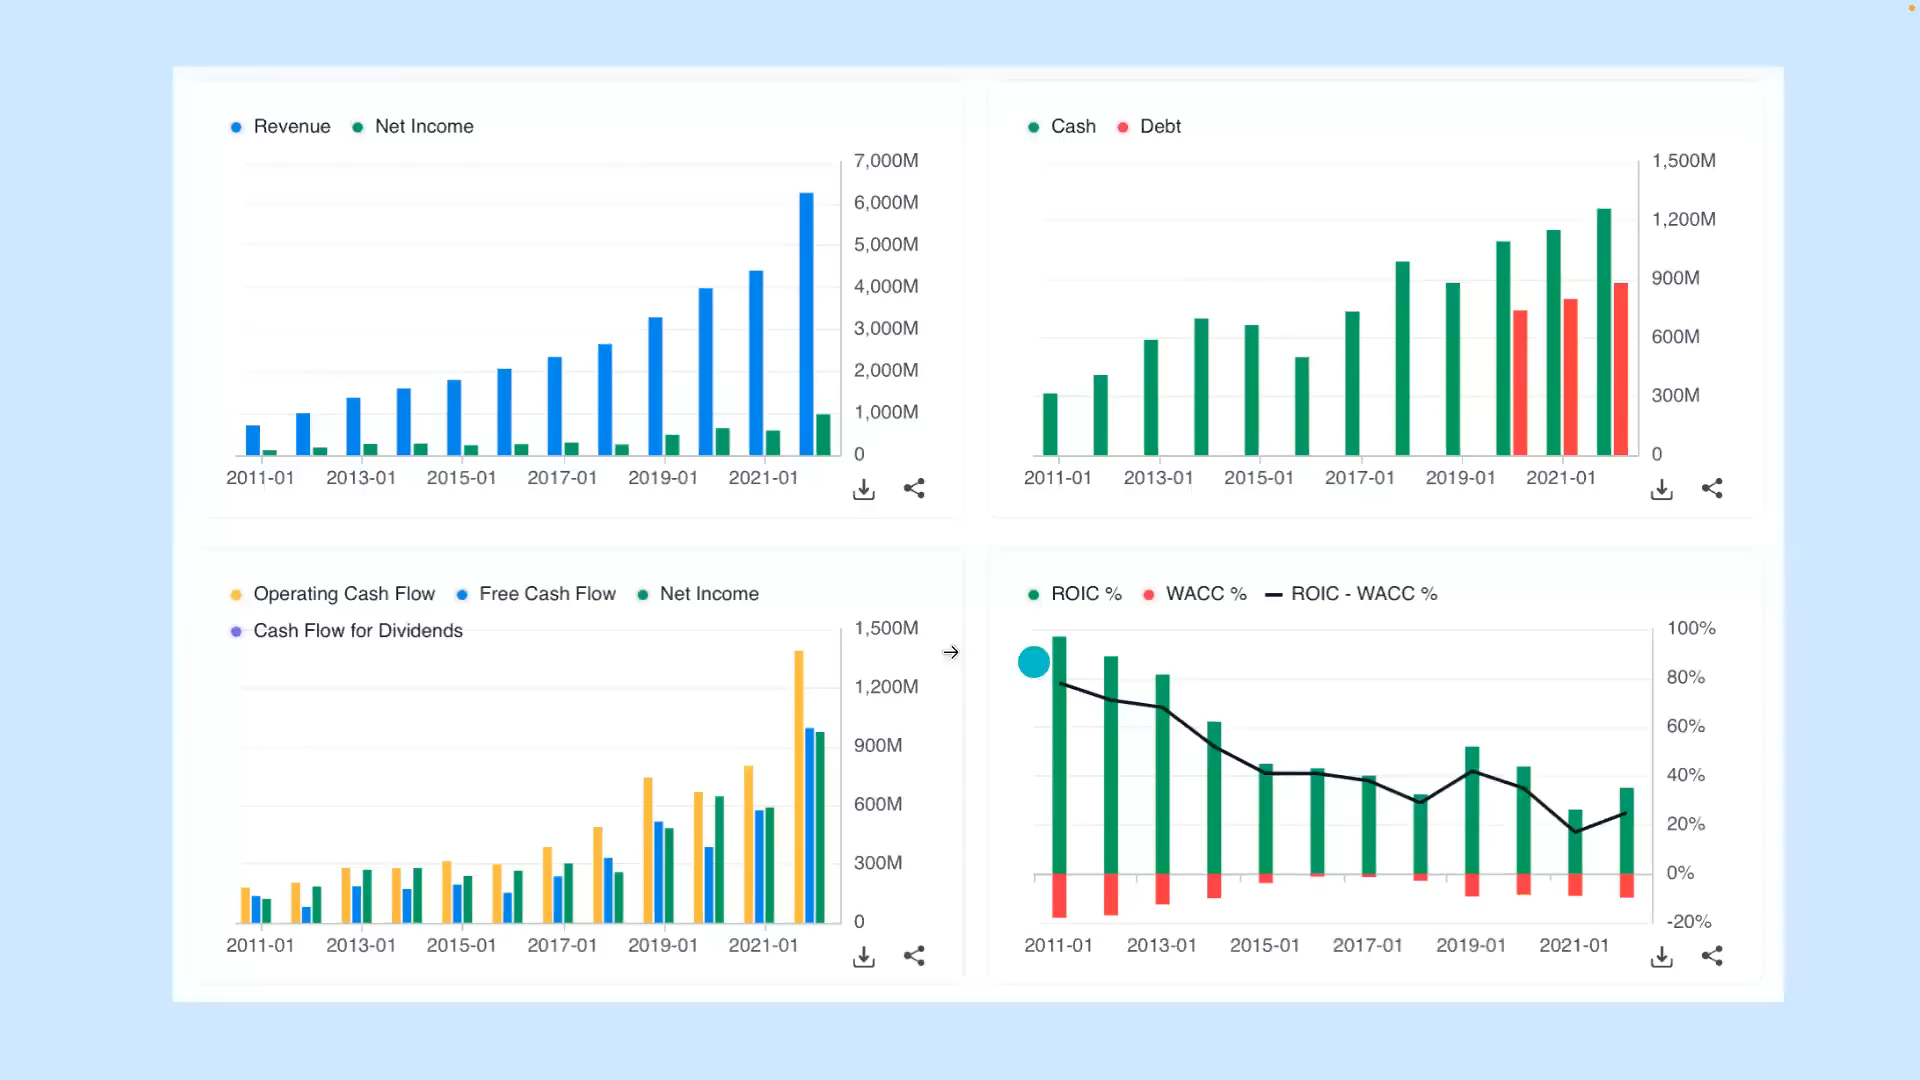 Revenue Net Income
7,000M
6,000M
5,000M
4,000M
3,000M
2,000M
1,000M
0
2011-01 2013-01 2015-01 2017-01 2019-01 2021-01
Cash Debt
1,500M
1,200M
900M
600M
300M
0
2011-01 2013-01 2015-01 2017-01 2019-01 2021-01
Operating Cash Flow Free Cash Flow Net Income
Cash Flow for Dividends
1,500M
1,200M
900M
600M
300M
0
2011-01 2013-01 2015-01 2017-01 2019-01 2021-01
ROIC % WACC % ROIC - WACC %
100%
80%
60%
40%
20%
0%
-20%
2011-01 2013-01 2015-01 2017-01 2019-01 2021-01